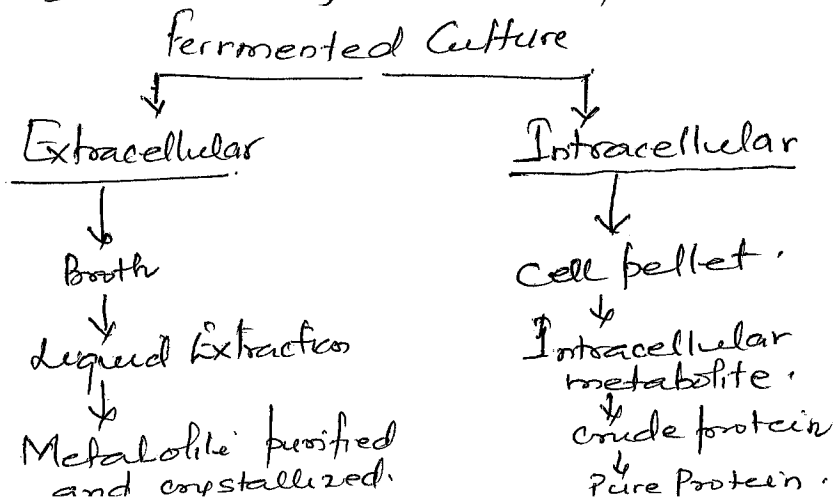 Fermented Culture
Extracellular
Intracellular
Broth
Cell pellet.
Liquid Extraction
Intracellular
metabolite.
Metabolite purified
and crystallized.
crude protein
Pure Protein.